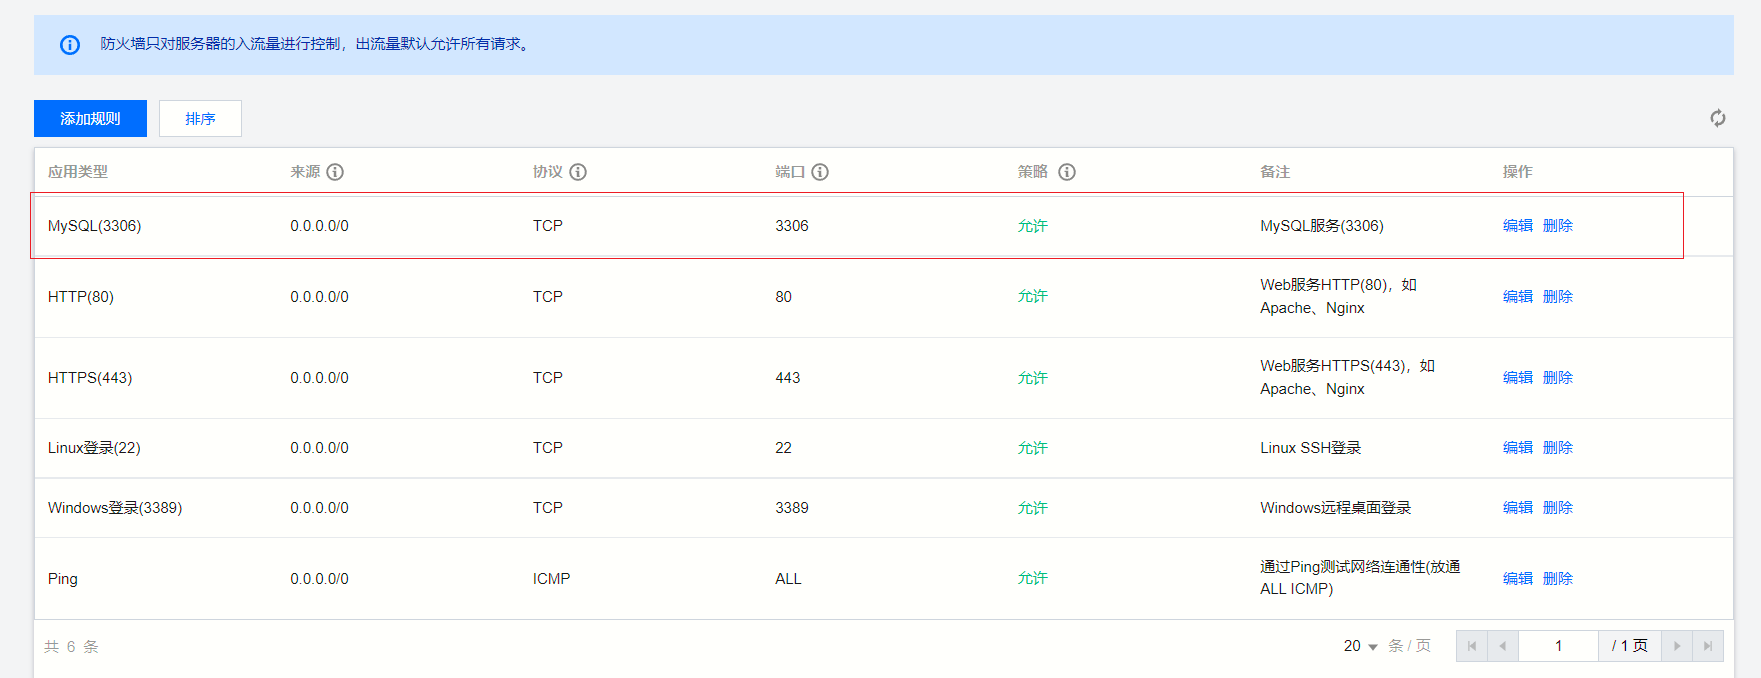 防火墙只对服务器的入流量进行控制，出流量默认允许所有请求。
添加规则 排序
应用类型 来源 协议 端口 策略 备注 操作
MySQL(3306) 0.0.0.0/0 TCP 3306 允许 MySQL服务(3306) 编辑 删除
HTTP(80) 0.0.0.0/0 TCP 80 允许 Web服务HTTP(80)，如 编辑 删除
Apache、Nginx
HTTPS(443) 0.0.0.0/0 TCP 443 允许 Web服务HTTPS(443)，如 编辑 删除
Apache、Nginx
Linux登录(22) 0.0.0.0/0 TCP 22 允许 Linux SSH登录 编辑 删除
Windows登录(3389) 0.0.0.0/0 TCP 3389 允许 Windows远程桌面登录 编辑 删除
Ping 0.0.0.0/0 ICMP ALL 允许 通过Ping测试网络连通性(放通 编辑 删除
ALL ICMP)
共 6 条 20 条 / 页 1 / 1 页